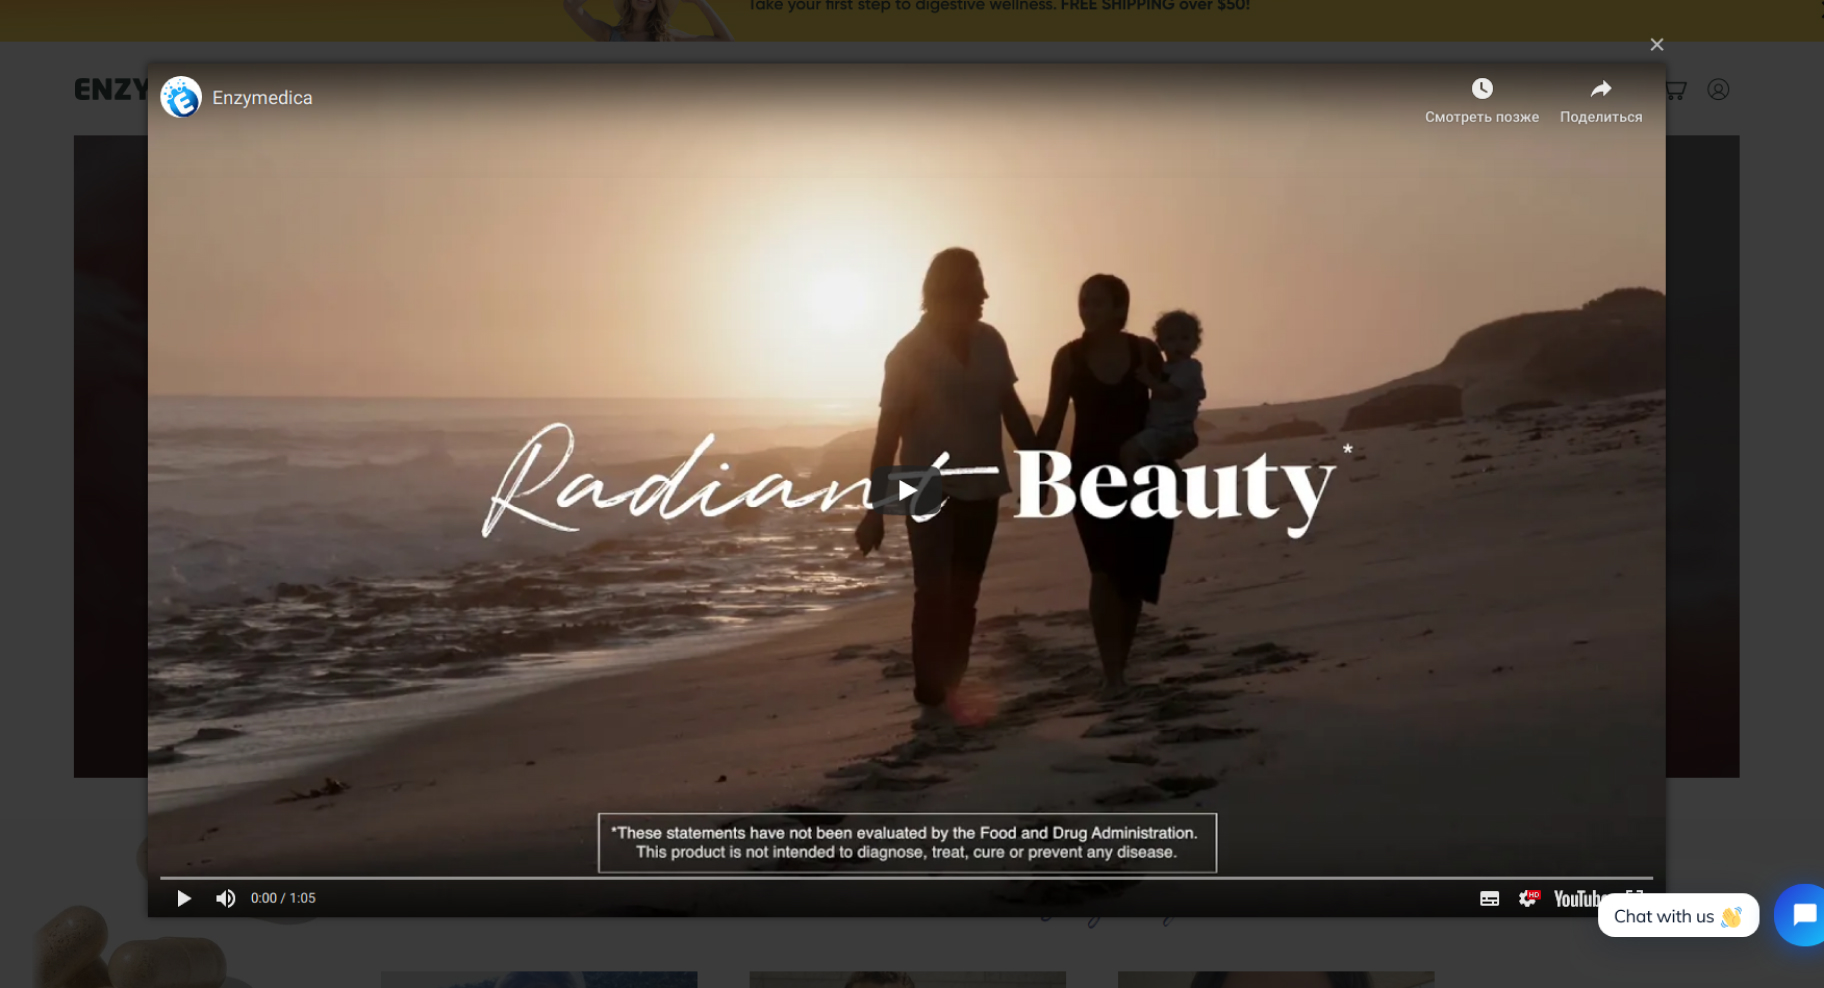 Take your first step to digestive wellness. FREE SHIPPING over $50!
ENZY
Enzymedica
Смотреть позже
Поделиться
Radiant Beauty*
*These statements have not been evaluated by the Food and Drug Administration.
This product is not intended to diagnose, treat, cure or prevent any disease.
0:00 / 1:05
HD
YouTube
Chat with us 👋